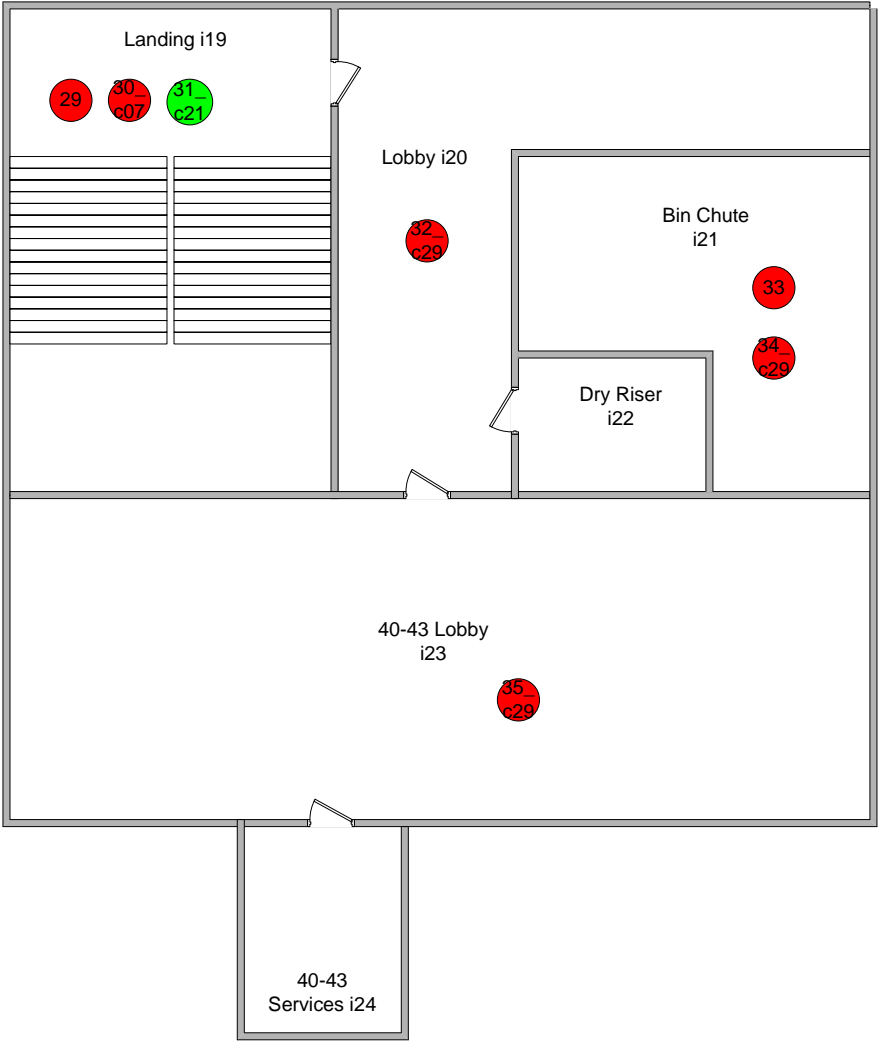 Landing i19
29
30_
c07
31_
c21
Lobby i20
32_
c29
Bin Chute
i21
33
34_
c29
Dry Riser
i22
40-43 Lobby
i23
35_
c29
40-43
Services i24